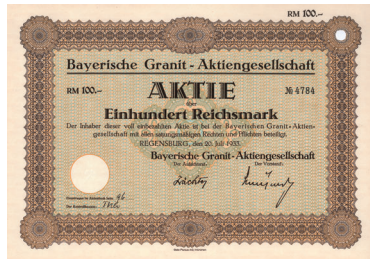 RM 100.–
Bayerische Granit-Aktiengesellschaft
RM 100.–
AKTIE
№ 4784
über
Einhundert Reichsmark
Der Inhaber dieser voll einbezahlten Aktie ist bei der Bayerischen Granit-Aktien-
gesellschaft mit allen satzungsmäßigen Rechten und Pflichten beteiligt.
REGENSBURG, den 20. Juli 1933.
Bayerische Granit-Aktiengesellschaft
Der Aufsichtsrat: Der Vorstand: